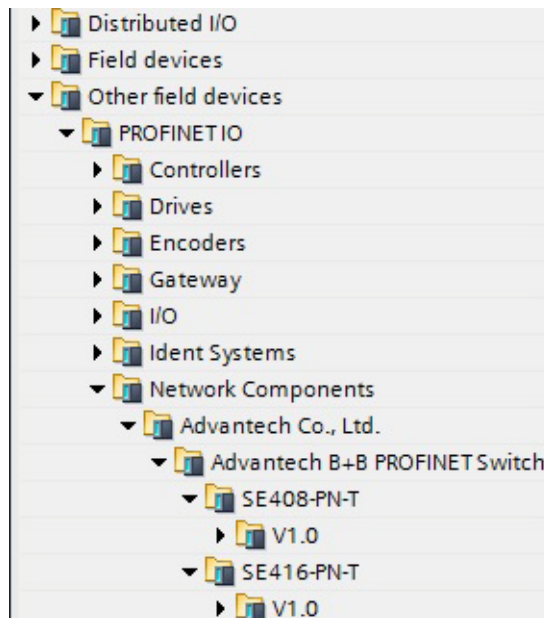 Distributed I/O
Field devices
Other field devices
PROFINET IO
Controllers
Drives
Encoders
Gateway
I/O
Ident Systems
Network Components
Advantech Co., Ltd.
Advantech B+B PROFINET Switch
SE408-PN-T
V1.0
SE416-PN-T
V1.0